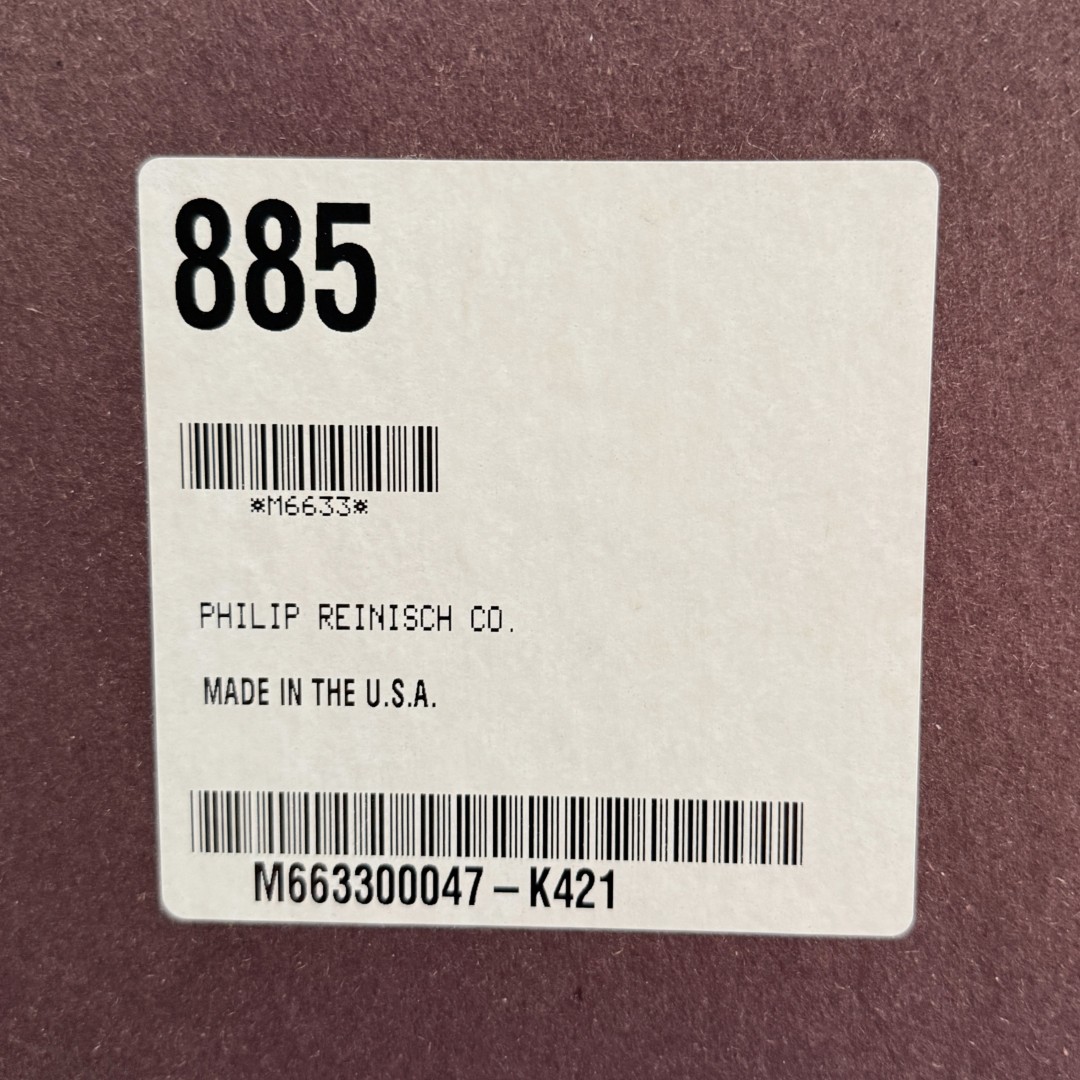 885
*M6633*
PHILIP REINISCH CO.
MADE IN THE U.S.A.
M663300047-K421